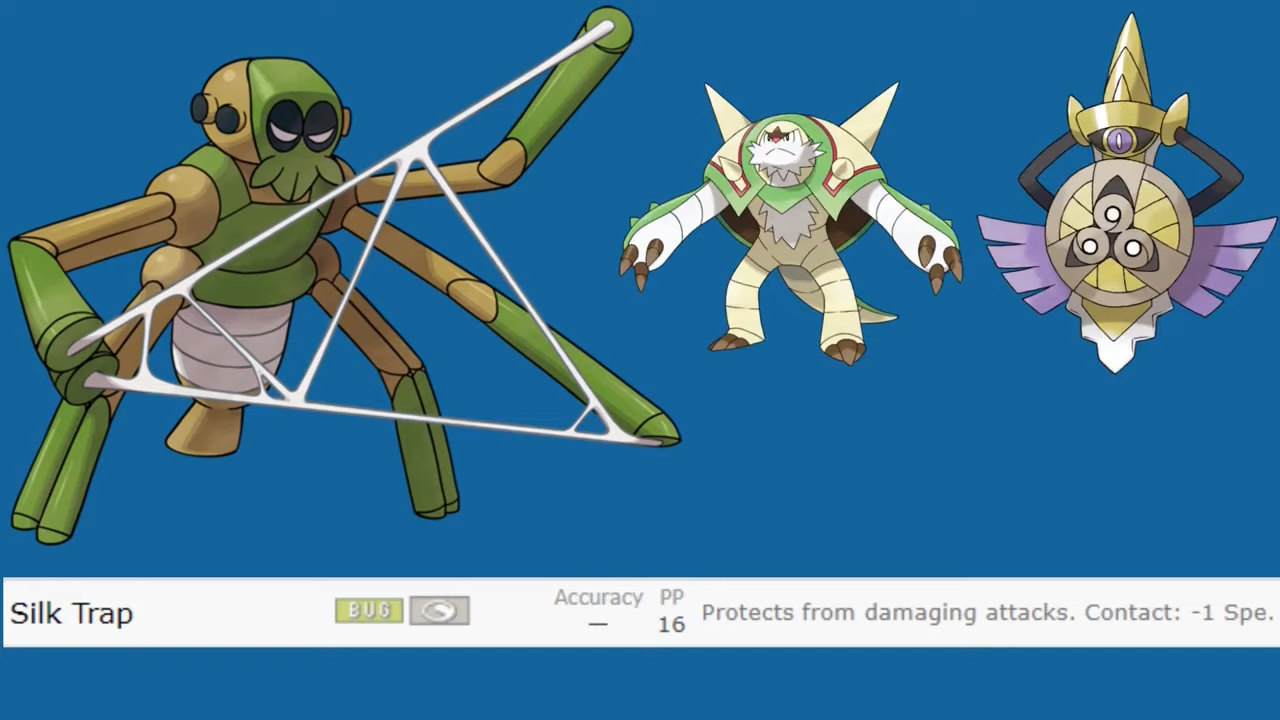 Silk Trap
BUG
Accuracy
—
PP
16
Protects from damaging attacks. Contact: -1 Spe.